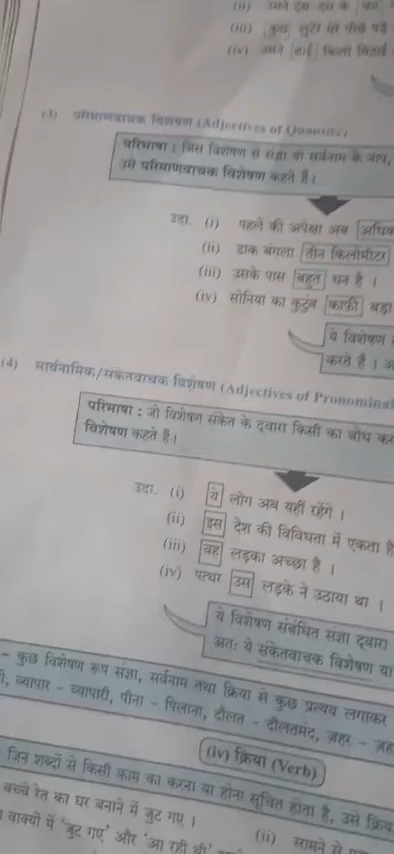 (ii) उसने दस-दस के
(iii) कुछ लुटेरे
(iv) उसने ढाई किलो मिठाई
(3) परिमाणवाचक विशेषण (Adjectives of Quantity)
परिभाषा : जिस विशेषण से संज्ञा या सर्वनाम के
उसे परिमाणवाचक विशेषण कहते हैं।
उदा. (i) पहले की अपेक्षा अब
(ii) डाक बंगला तीन किलोमीटर
(iii) उसके पास बहुत धन है ।
(iv) सोनिया का कुटुंब काफ़ी बड़ा
ये विशेषण
करते हैं ।
(4) सार्वनामिक/संकेतवाचक विशेषण (Adjectives of Pronominal
परिभाषा : जो विशेषण संकेत के द्वारा किसी का बोध
विशेषण कहते हैं।
उदा. (i) ये लोग अब यहीं रहेंगे ।
(ii) इस देश की विविधता में एकता है
(iii) वह लड़का अच्छा है ।
(iv) पत्थर उस लड़के ने उठाया था ।
ये विशेषण संबंधित संज्ञा द्वारा
अतः ये संकेतवाचक विशेषण या
– कुछ विशेषण रूप संज्ञा, सर्वनाम तथा क्रिया से कुछ प्रत्यय लगाकर
व्यापार – व्यापारी, पीना – पिलाना, दौलत – दौलतमंद, ज़हर –
(iv) क्रिया (Verb)
जिन शब्दों से किसी काम का करना या होना सूचित होता है, उसे
बच्चे रेत का घर बनाने में जुट गए ।
(ii) सामने से
वाक्यों में 'जुट गए' और 'आ रही थी'